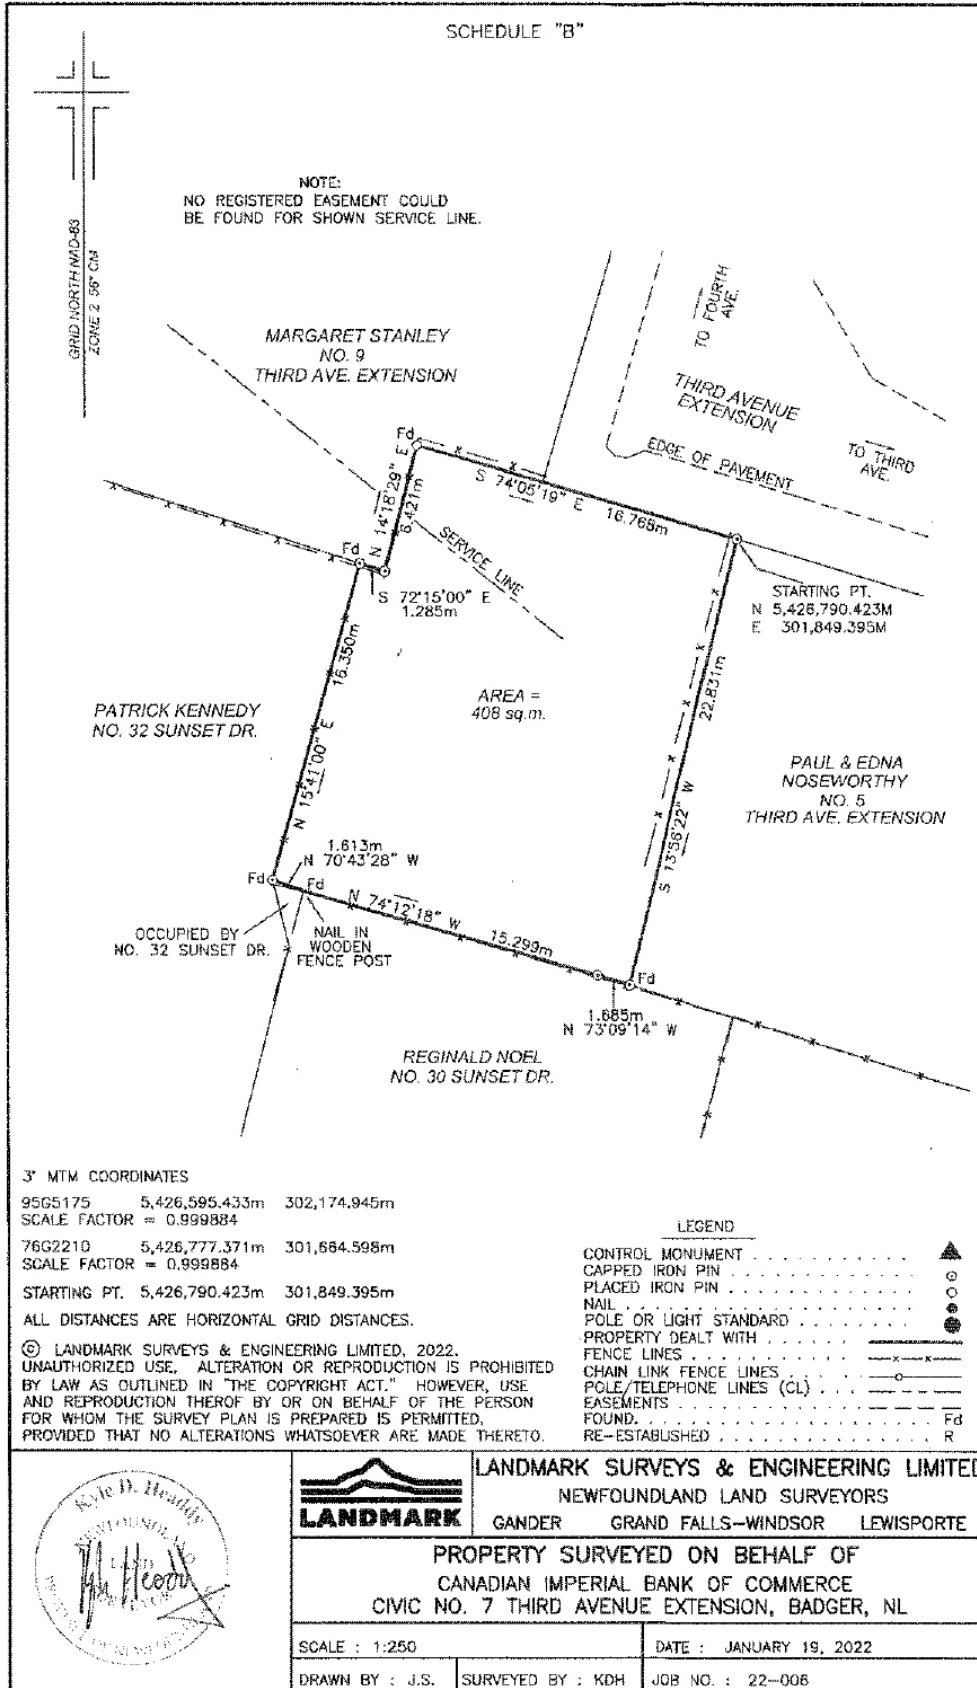 SCHEDULE "B"
GRID NORTH NAD-83
ZONE 2 56° CM
NOTE:
NO REGISTERED EASEMENT COULD
BE FOUND FOR SHOWN SERVICE LINE.
MARGARET STANLEY
NO. 9
THIRD AVE. EXTENSION
TO FOURTH
AVE.
THIRD AVENUE
EXTENSION
EDGE OF PAVEMENT
TO THIRD
AVE.
Fd
N 14°18'29" E
6.421m
S 74°05'19" E 16.768m
SERVICE LINE
Fd
S 72°15'00" E
1.285m
STARTING PT.
N 5,426,790.423M
E 301,849.395M
16.350m
N 15°41'00" E
PATRICK KENNEDY
NO. 32 SUNSET DR.
AREA =
408 sq.m.
22.831m
S 13°56'22" W
PAUL & EDNA
NOSEWORTHY
NO. 5
THIRD AVE. EXTENSION
1.613m
N 70°43'28" W
Fd
Fd
N 74°12'18" W
15.299m
OCCUPIED BY
NO. 32 SUNSET DR.
NAIL IN
WOODEN
FENCE POST
Fd
1.685m
N 73°09'14" W
REGINALD NOEL
NO. 30 SUNSET DR.
3° MTM COORDINATES
95G5175 5,426,595.433m 302,174.945m
SCALE FACTOR = 0.999884
76G2210 5,426,777.371m 301,664.598m
SCALE FACTOR = 0.999884
STARTING PT. 5,426,790.423m 301,849.395m
ALL DISTANCES ARE HORIZONTAL GRID DISTANCES.
© LANDMARK SURVEYS & ENGINEERING LIMITED, 2022.
UNAUTHORIZED USE, ALTERATION OR REPRODUCTION IS PROHIBITED
BY LAW AS OUTLINED IN "THE COPYRIGHT ACT." HOWEVER, USE
AND REPRODUCTION THEROF BY OR ON BEHALF OF THE PERSON
FOR WHOM THE SURVEY PLAN IS PREPARED IS PERMITTED,
PROVIDED THAT NO ALTERATIONS WHATSOEVER ARE MADE THERETO.
LEGEND
CONTROL MONUMENT
CAPPED IRON PIN
PLACED IRON PIN
NAIL
POLE OR LIGHT STANDARD
PROPERTY DEALT WITH
FENCE LINES
CHAIN LINK FENCE LINES
POLE/TELEPHONE LINES (CL)
EASEMENTS
FOUND. Fd
RE-ESTABLISHED R
Kyle D. Headdy
NEWFOUNDLAND
LAND
SURVEYOR
LANDMARK
LANDMARK SURVEYS & ENGINEERING LIMITED
NEWFOUNDLAND LAND SURVEYORS
GANDER GRAND FALLS-WINDSOR LEWISPORTE
PROPERTY SURVEYED ON BEHALF OF
CANADIAN IMPERIAL BANK OF COMMERCE
CIVIC NO. 7 THIRD AVENUE EXTENSION, BADGER, NL
SCALE : 1:250
DATE : JANUARY 19, 2022
DRAWN BY : J.S.
SURVEYED BY : KDH
JOB NO. : 22-006